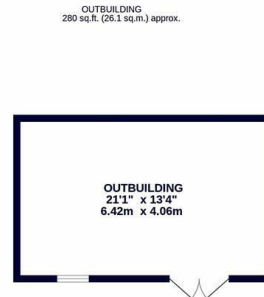 OUTBUILDING
280 sq.ft. (26.1 sq.m.) approx.
OUTBUILDING
21'1" x 13'4"
6.42m x 4.06m